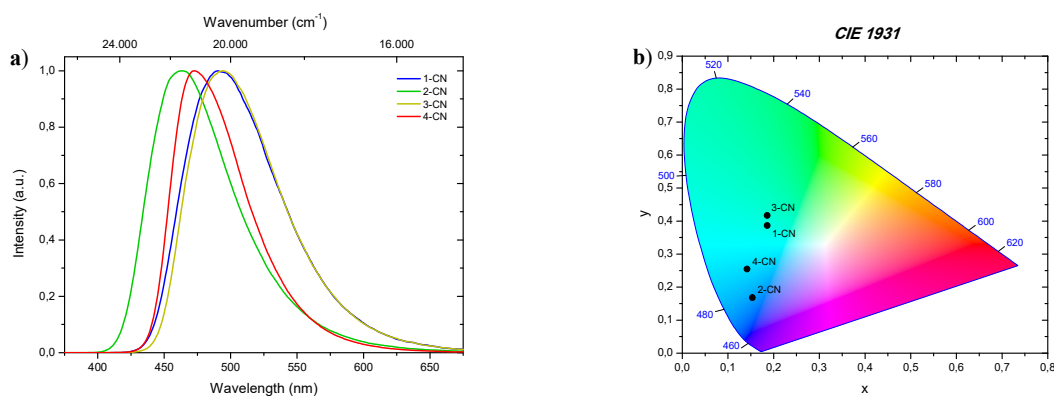 a)
Wavenumber (cm⁻¹)
24.000 20.000 16.000
1,0
0,8
0,6
0,4
0,2
0,0
Intensity (a.u.)
1-CN
2-CN
3-CN
4-CN
400 450 500 550 600 650
Wavelength (nm)
b)
CIE 1931
0,9
0,8
0,7
0,6
0,5
0,4
0,3
0,2
0,1
0,0
y
520
540
560
500
580
600
620
480
460
3-CN
1-CN
4-CN
2-CN
0,0 0,1 0,2 0,3 0,4 0,5 0,6 0,7 0,8
x